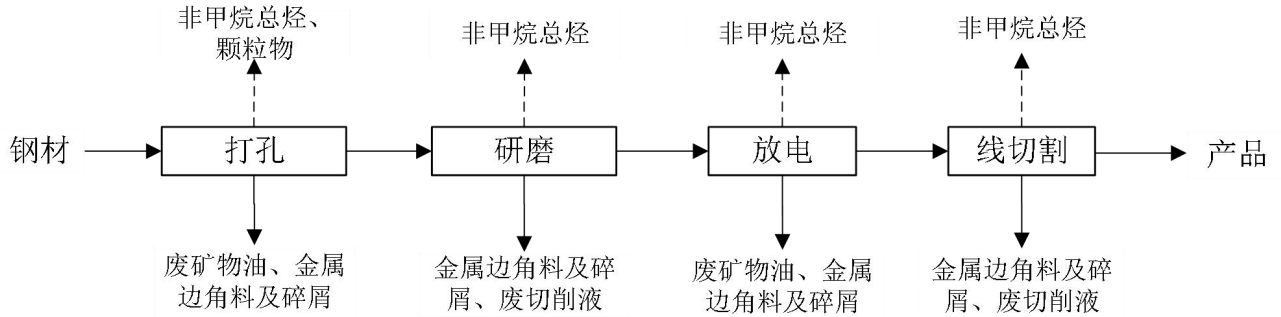 非甲烷总烃、
颗粒物
非甲烷总烃
非甲烷总烃
非甲烷总烃
钢材
打孔
研磨
放电
线切割
产品
废矿物油、金属
边角料及碎屑
金属边角料及碎
屑、废切削液
废矿物油、金属
边角料及碎屑
金属边角料及碎
屑、废切削液